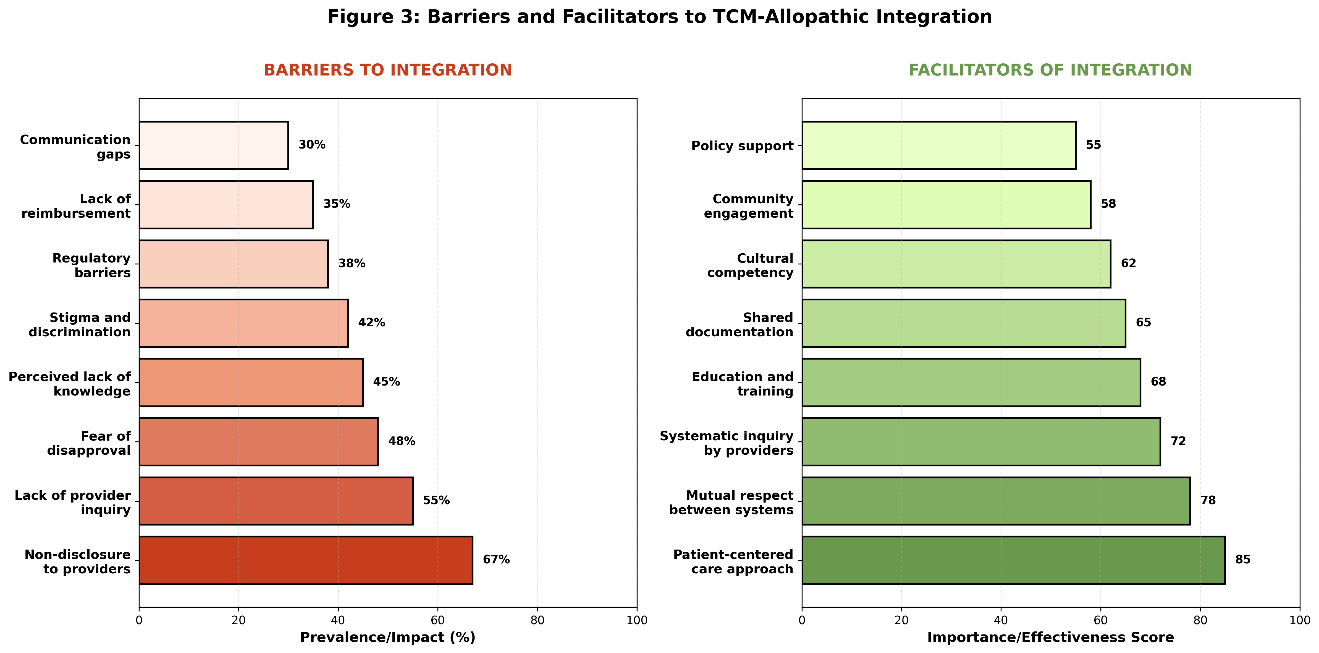 Figure 3: Barriers and Facilitators to TCM-Allopathic Integration
BARRIERS TO INTEGRATION
Communication
gaps
30%
Lack of
reimbursement
35%
Regulatory
barriers
38%
Stigma and
discrimination
42%
Perceived lack of
knowledge
45%
Fear of
disapproval
48%
Lack of provider
inquiry
55%
Non-disclosure
to providers
67%
0 20 40 60 80 100
Prevalence/Impact (%)
FACILITATORS OF INTEGRATION
Policy support
55
Community
engagement
58
Cultural
competency
62
Shared
documentation
65
Education and
training
68
Systematic inquiry
by providers
72
Mutual respect
between systems
78
Patient-centered
care approach
85
0 20 40 60 80 100
Importance/Effectiveness Score